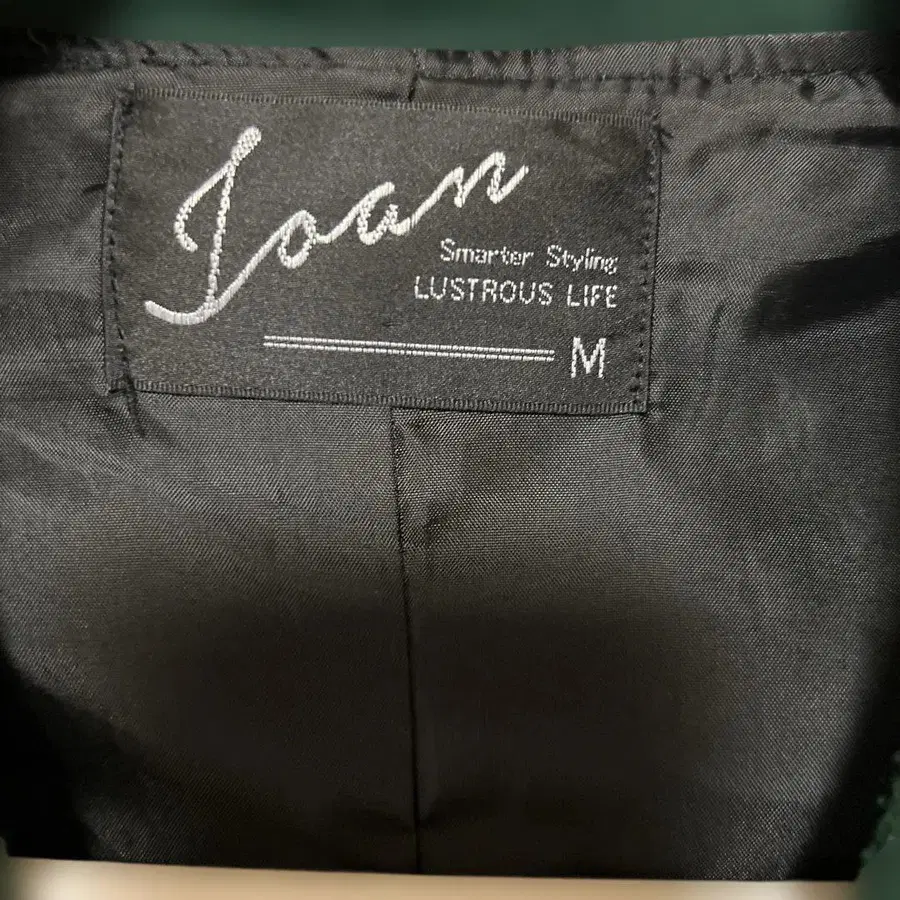 Joan
Smarter Styling
LUSTROUS LIFE
M